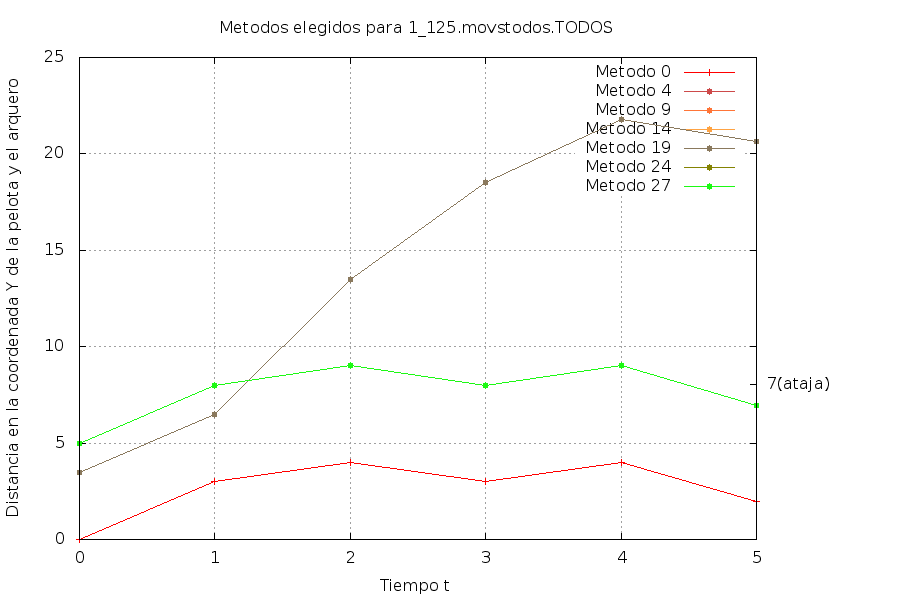 Metodos elegidos para 1_125.movstodos.TODOS
Distancia en la coordenada Y de la pelota y el arquero
25
20
15
10
5
0
Metodo 0
Metodo 4
Metodo 9
Metodo 14
Metodo 19
Metodo 24
Metodo 27
7(ataja)
0 1 2 3 4 5
Tiempo t